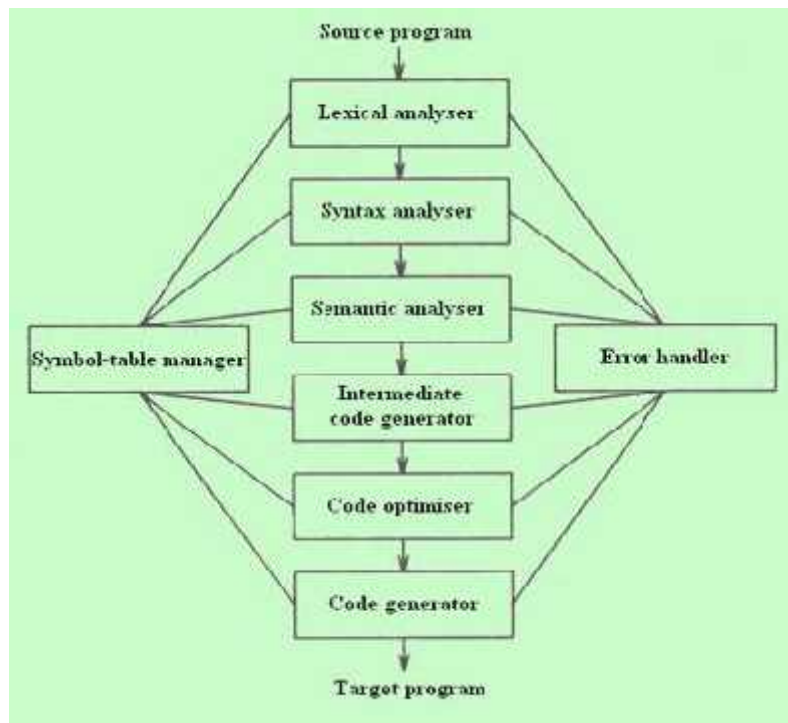 Source program
Lexical analyser
Syntax analyser
Semantic analyser
Symbol-table manager
Error handler
Intermediate
code generator
Code optimiser
Code generator
Target program